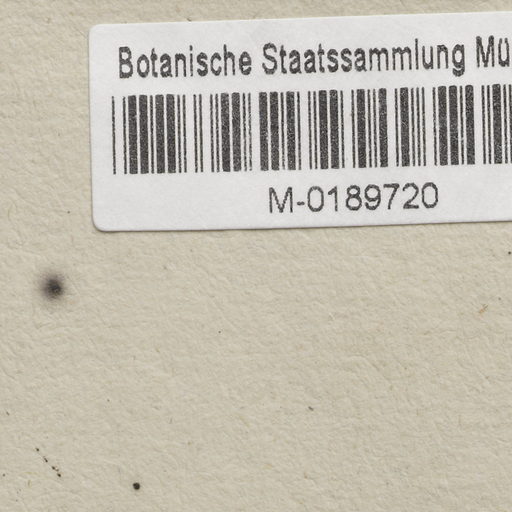 Botanische Staatssammlung Mü
M-0189720